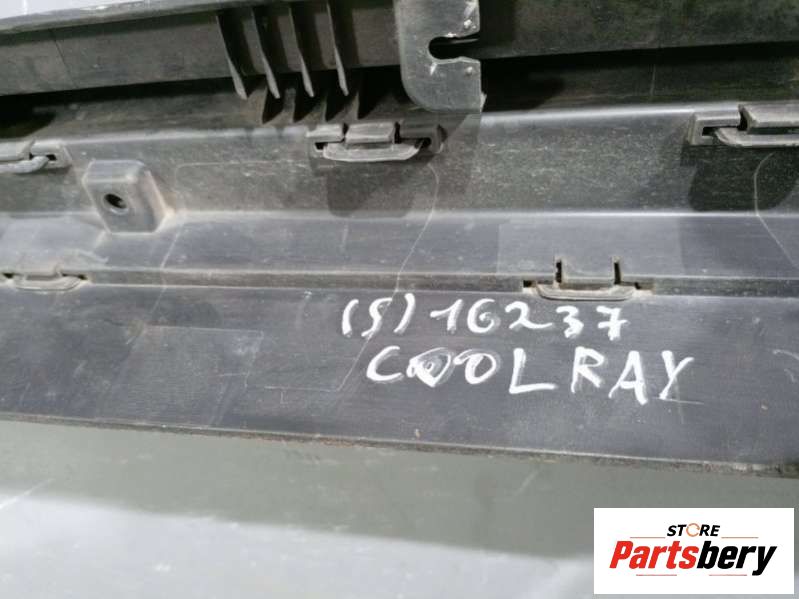 (S) 16237
COOLRAY
STORE
Partsbery